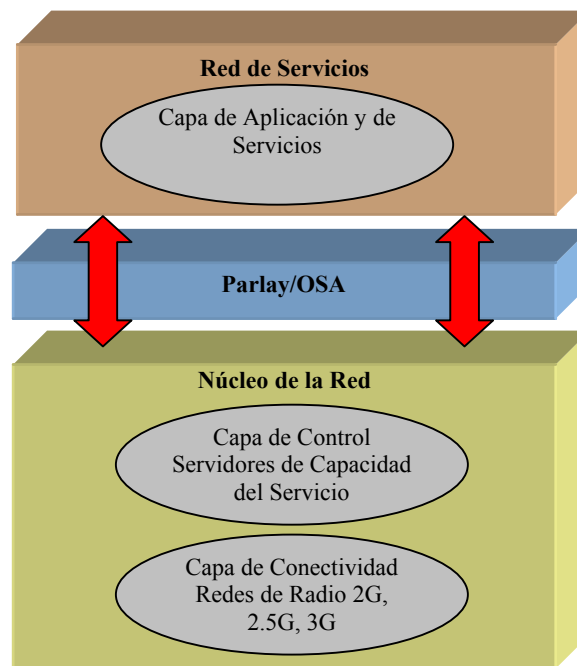 Red de Servicios
Capa de Aplicación y de
Servicios
Parlay/OSA
Núcleo de la Red
Capa de Control
Servidores de Capacidad
del Servicio
Capa de Conectividad
Redes de Radio 2G,
2.5G, 3G